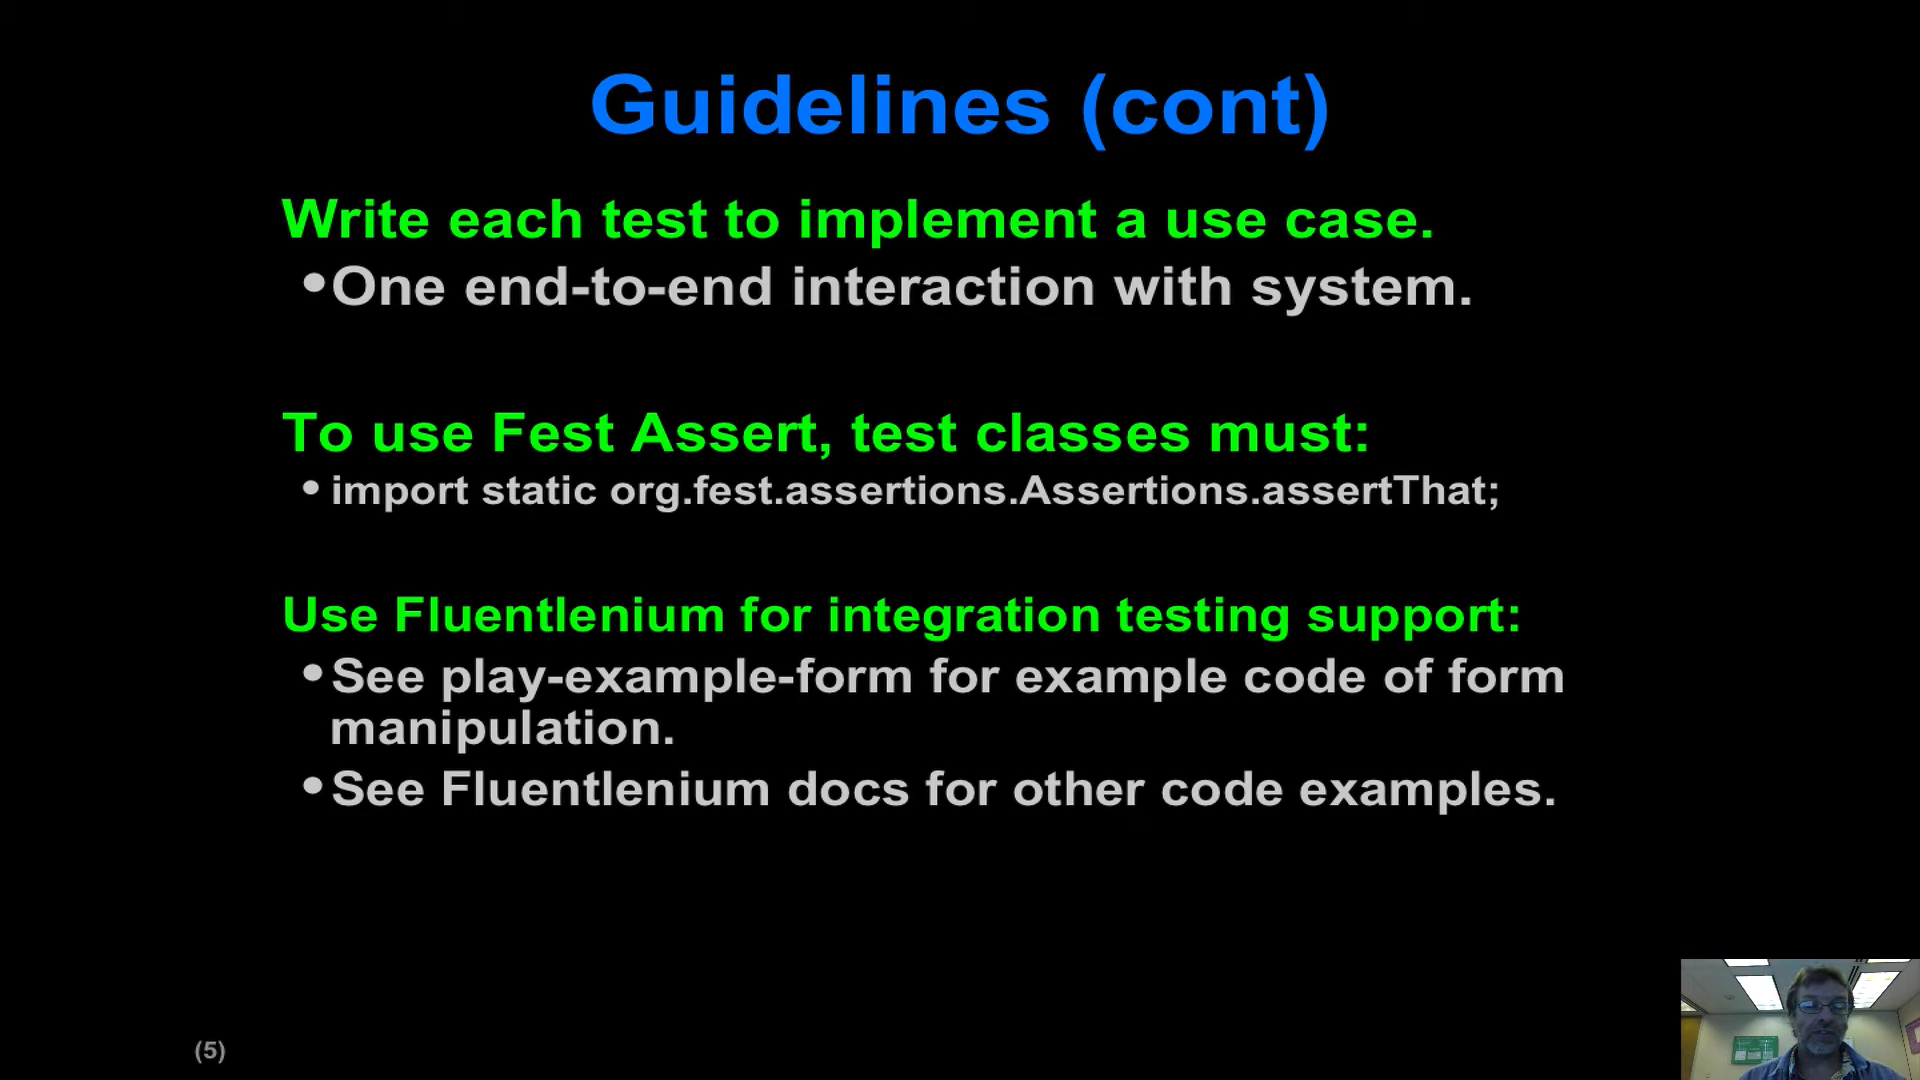 Guidelines (cont)
Write each test to implement a use case.
•One end-to-end interaction with system.
To use Fest Assert, test classes must:
• import static org.fest.assertions.Assertions.assertThat;
Use Fluentlenium for integration testing support:
•See play-example-form for example code of form
manipulation.
•See Fluentlenium docs for other code examples.
(5)